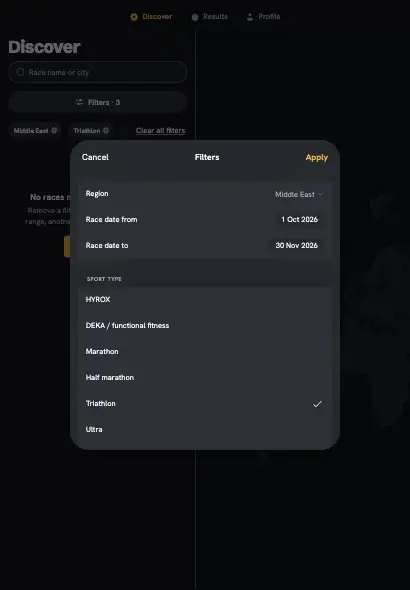 Discover
Results
Profile
Discover
Race name or city
Filters · 3
Middle East
Triathlon
Clear all filters
No races
Remove a
range,
Cancel
Filters
Apply
Region
Middle East
Race date from
1 Oct 2026
Race date to
30 Nov 2026
SPORT TYPE
HYROX
DEKA / functional fitness
Marathon
Half marathon
Triathlon
Ultra